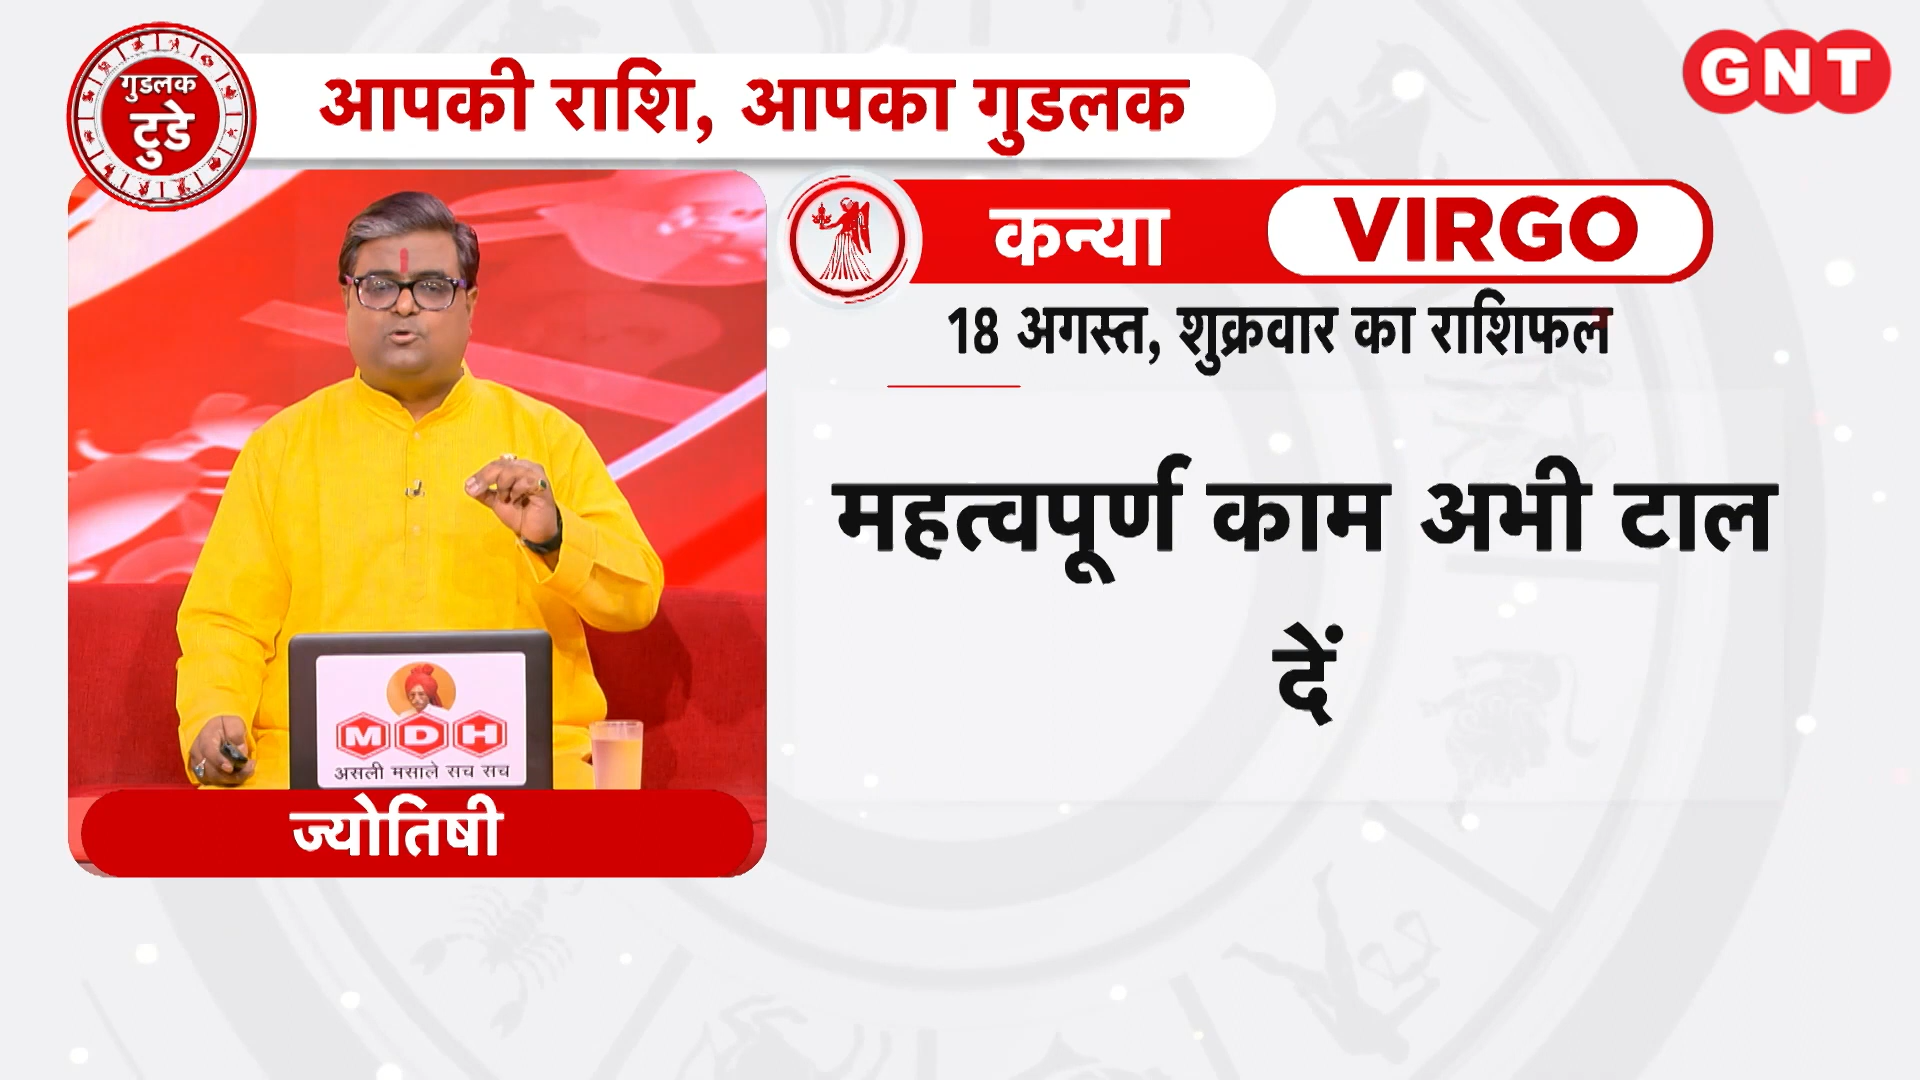 गुडलक
टुडे
आपकी राशि, आपका गुडलक
GNT
कन्या
VIRGO
18 अगस्त, शुक्रवार का राशिफल
महत्वपूर्ण काम अभी टाल
दें
MDH
असली मसाले सच सच
ज्योतिषी